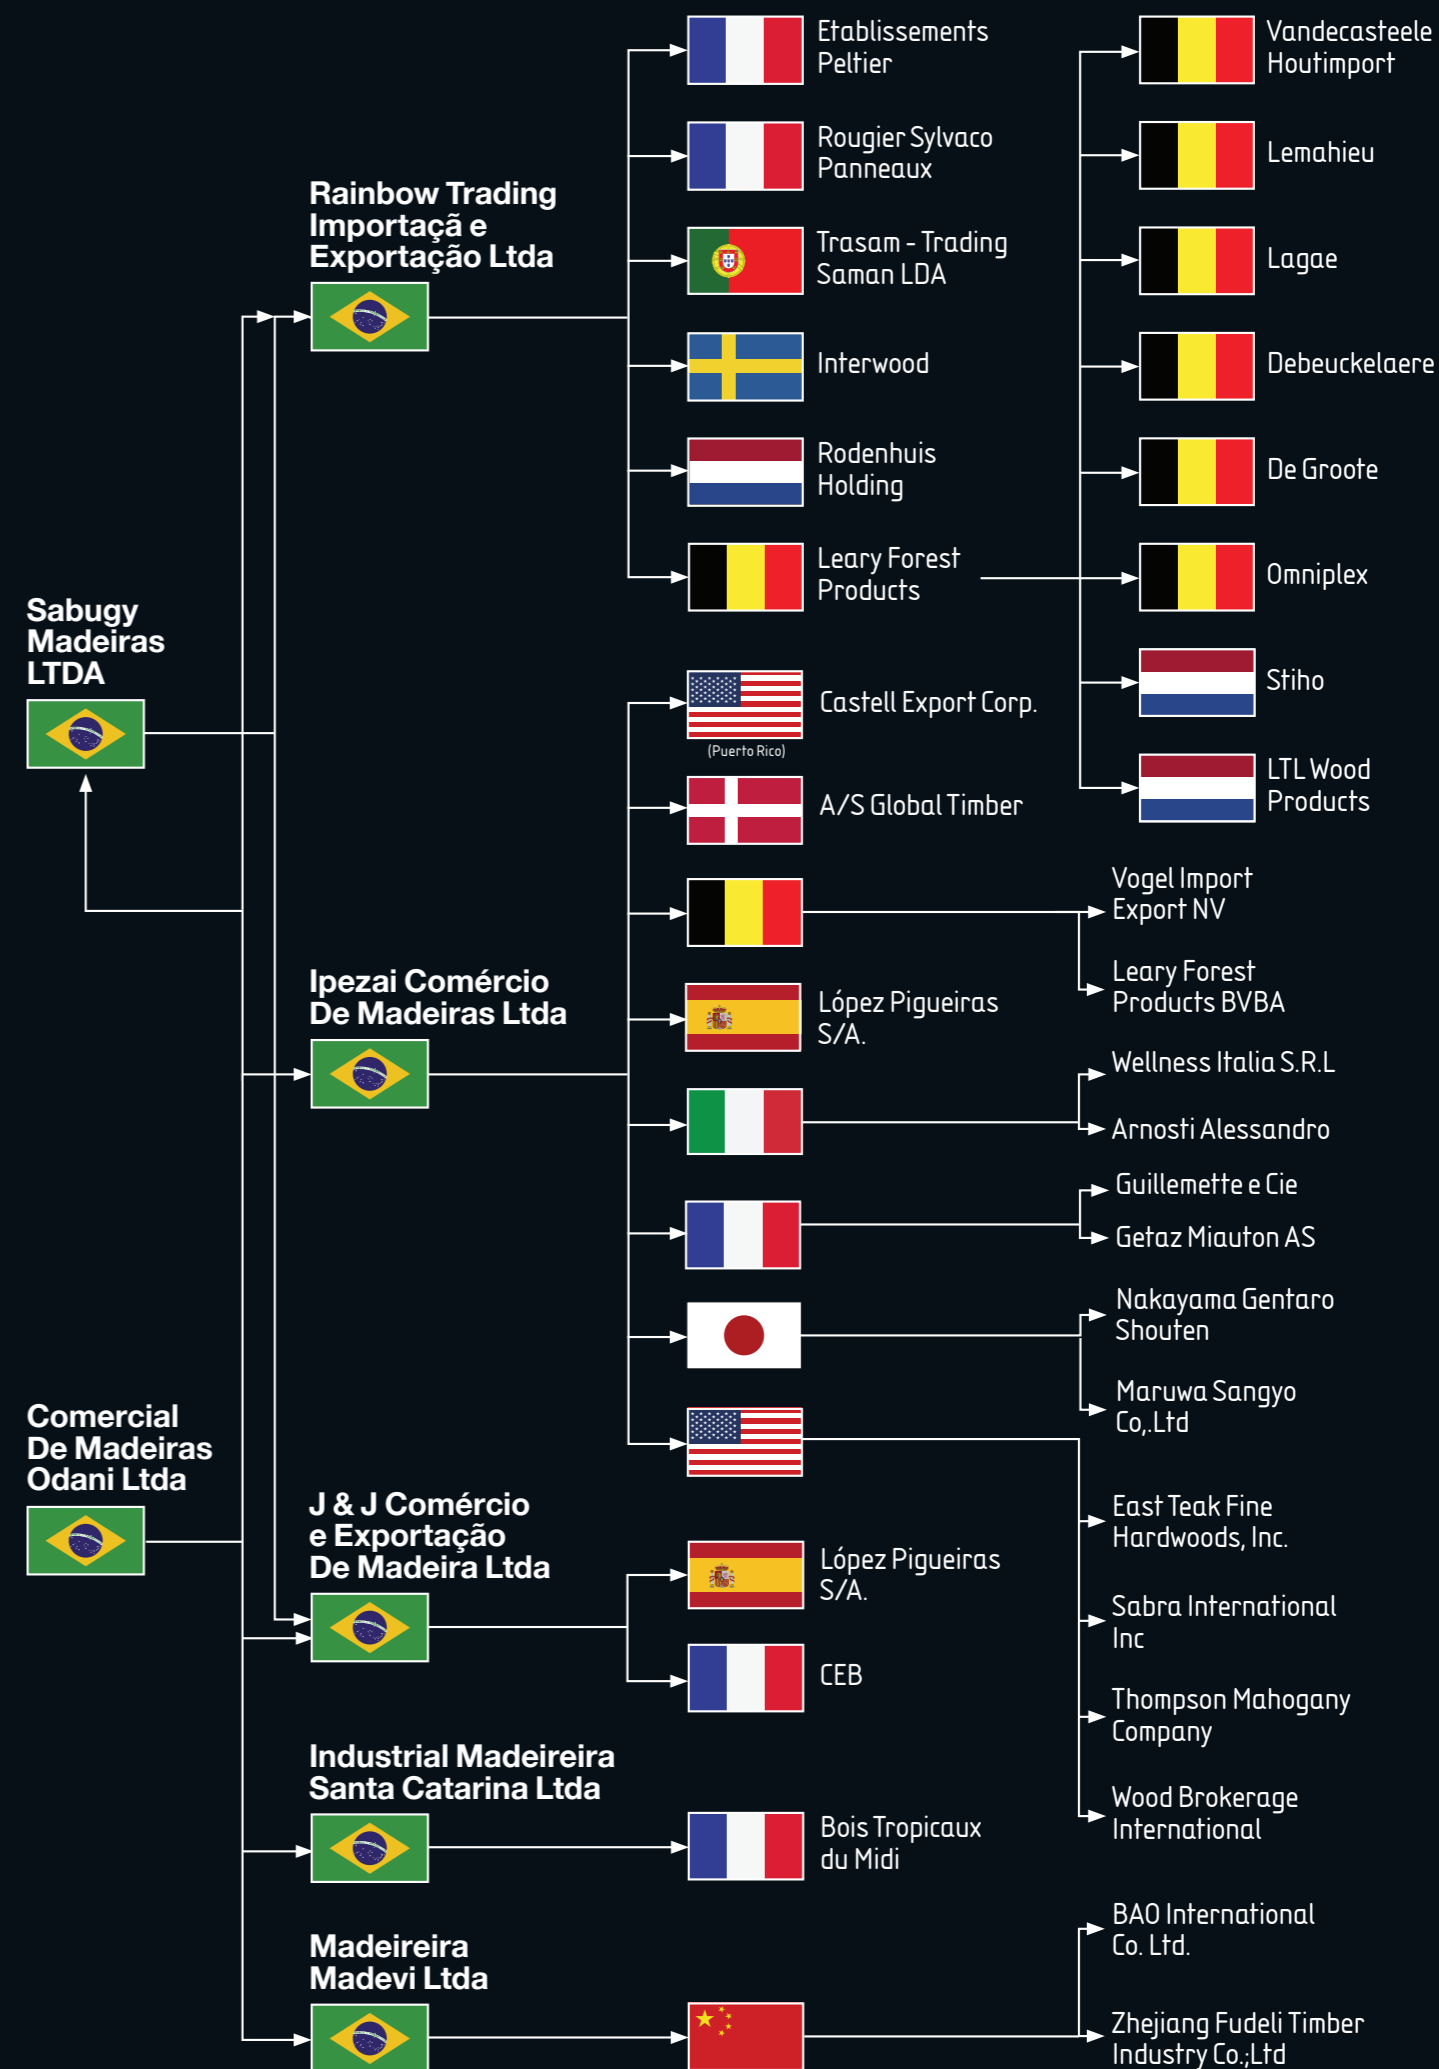 Sabugy
Madeiras
LTDA
Comercial
De Madeiras
Odani Ltda
Rainbow Trading
Importaçã e
Exportação Ltda
Ipezai Comércio
De Madeiras Ltda
J & J Comércio
e Exportação
De Madeira Ltda
Industrial Madeireira
Santa Catarina Ltda
Madeireira
Madevi Ltda
Etablissements
Peltier
Rougier Sylvaco
Panneaux
Trasam - Trading
Saman LDA
Interwood
Rodenhuis
Holding
Leary Forest
Products
Castell Export Corp.
(Puerto Rico)
A/S Global Timber
López Pigueiras
S/A.
López Pigueiras
S/A.
CEB
Bois Tropicaux
du Midi
Vandecasteele
Houtimport
Lemahieu
Lagae
Debeuckelaere
De Groote
Omniplex
Stiho
LTL Wood
Products
Vogel Import
Export NV
Leary Forest
Products BVBA
Wellness Italia S.R.L
Arnosti Alessandro
Guillemette e Cie
Getaz Miauton AS
Nakayama Gentaro
Shouten
Maruwa Sangyo
Co,.Ltd
East Teak Fine
Hardwoods, Inc.
Sabra International
Inc
Thompson Mahogany
Company
Wood Brokerage
International
BAO International
Co. Ltd.
Zhejiang Fudeli Timber
Industry Co.;Ltd